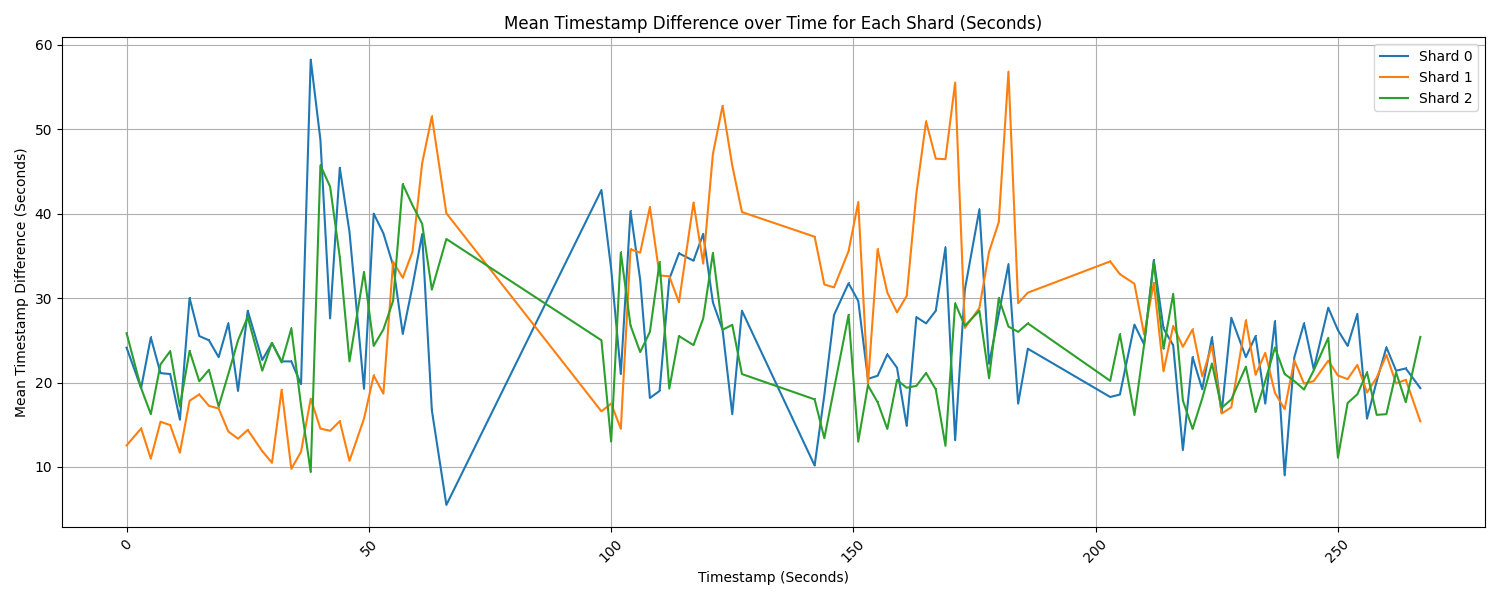 Mean Timestamp Difference over Time for Each Shard (Seconds)
Mean Timestamp Difference (Seconds)
60
50
40
30
20
10
Shard 0
Shard 1
Shard 2
0
50
100
150
200
250
Timestamp (Seconds)